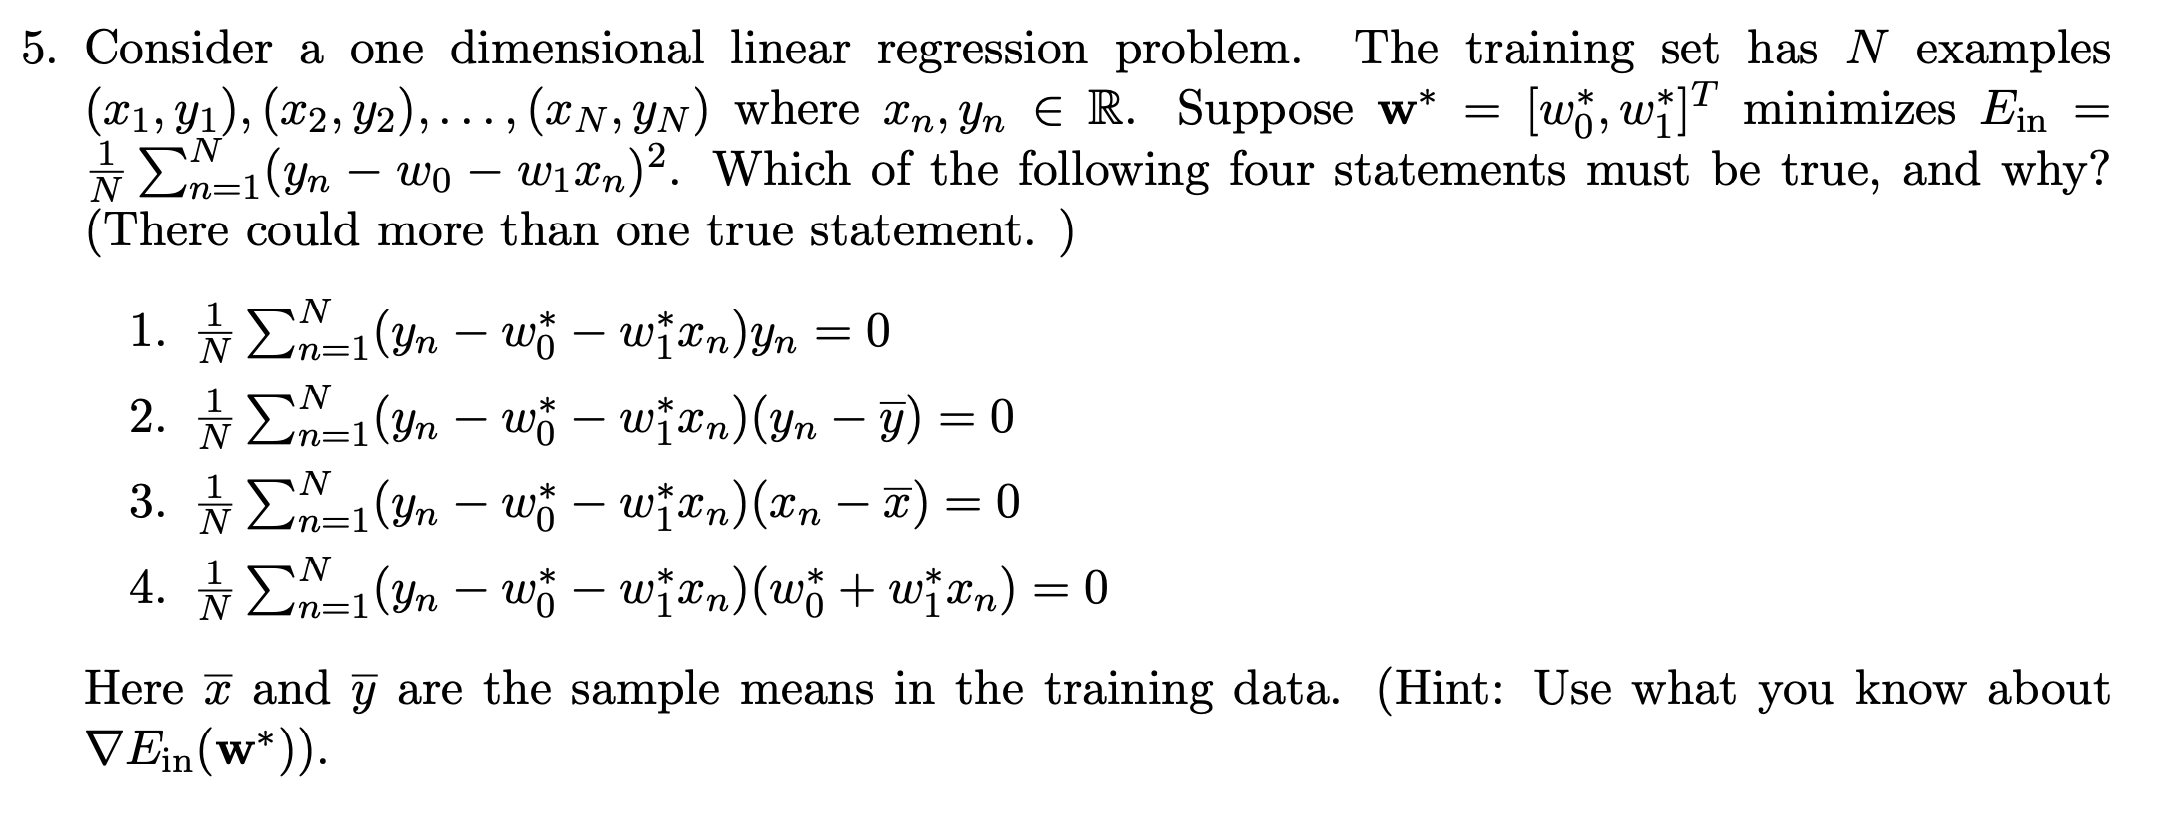 5. Consider a one dimensional linear regression problem. The training set has N examples
(x₁, y₁), (x₂, y₂), . . . , (x_N, y_N) where xₙ, yₙ ∈ ℝ. Suppose w* = [w₀*, w₁*]ᵀ minimizes E_in =
1/N ∑ₙ₌₁ᴺ (yₙ − w₀ − w₁xₙ)². Which of the following four statements must be true, and why?
(There could more than one true statement. )
1. 1/N ∑ₙ₌₁ᴺ (yₙ − w₀* − w₁*xₙ)yₙ = 0
2. 1/N ∑ₙ₌₁ᴺ (yₙ − w₀* − w₁*xₙ)(yₙ − y̅) = 0
3. 1/N ∑ₙ₌₁ᴺ (yₙ − w₀* − w₁*xₙ)(xₙ − x̅) = 0
4. 1/N ∑ₙ₌₁ᴺ (yₙ − w₀* − w₁*xₙ)(w₀* + w₁*xₙ) = 0
Here x̅ and y̅ are the sample means in the training data. (Hint: Use what you know about
∇E_in(w*)).